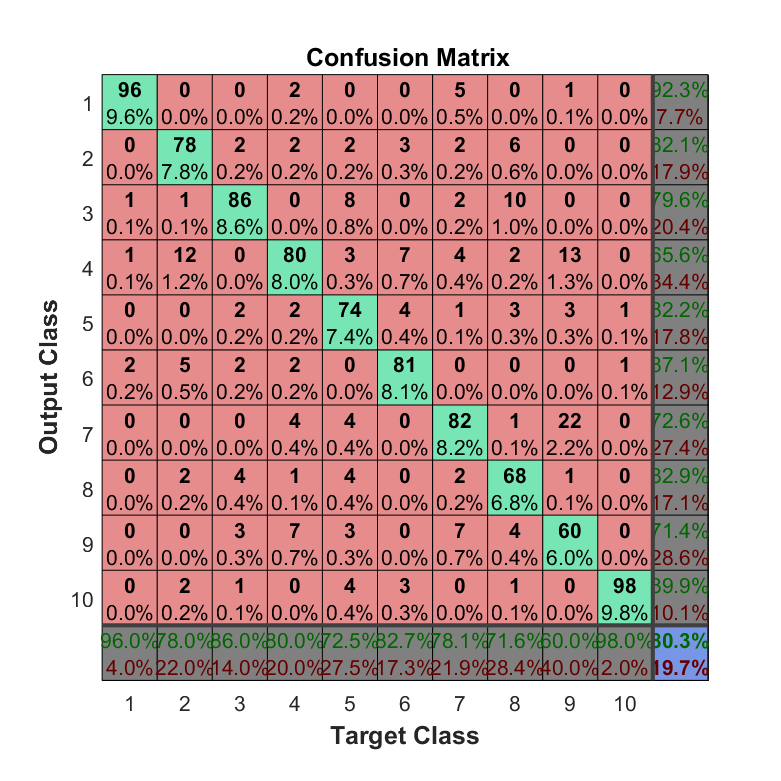 Confusion Matrix
1 96 0 0 2 0 0 5 0 1 0 92.3%
9.6% 0.0% 0.0% 0.2% 0.0% 0.0% 0.5% 0.0% 0.1% 0.0% 7.7%
2 0 78 2 2 2 3 2 6 0 0 82.1%
0.0% 7.8% 0.2% 0.2% 0.2% 0.3% 0.2% 0.6% 0.0% 0.0% 17.9%
3 1 1 86 0 8 0 2 10 0 0 79.6%
0.1% 0.1% 8.6% 0.0% 0.8% 0.0% 0.2% 1.0% 0.0% 0.0% 20.4%
4 1 12 0 80 3 7 4 2 13 0 65.6%
0.1% 1.2% 0.0% 8.0% 0.3% 0.7% 0.4% 0.2% 1.3% 0.0% 34.4%
5 0 0 2 2 74 4 1 3 3 1 82.2%
0.0% 0.0% 0.2% 0.2% 7.4% 0.4% 0.1% 0.3% 0.3% 0.1% 17.8%
6 2 5 2 2 0 81 0 0 0 1 87.1%
0.2% 0.5% 0.2% 0.2% 0.0% 8.1% 0.0% 0.0% 0.0% 0.1% 12.9%
7 0 0 0 4 4 0 82 1 22 0 72.6%
0.0% 0.0% 0.0% 0.4% 0.4% 0.0% 8.2% 0.1% 2.2% 0.0% 27.4%
8 0 2 4 1 4 0 2 68 1 0 82.9%
0.0% 0.2% 0.4% 0.1% 0.4% 0.0% 0.2% 6.8% 0.1% 0.0% 17.1%
9 0 0 3 7 3 0 7 4 60 0 71.4%
0.0% 0.0% 0.3% 0.7% 0.3% 0.0% 0.7% 0.4% 6.0% 0.0% 28.6%
10 0 2 1 0 4 3 0 1 0 98 89.9%
0.0% 0.2% 0.1% 0.0% 0.4% 0.3% 0.0% 0.1% 0.0% 9.8% 10.1%
96.0% 78.0% 86.0% 80.0% 72.5% 82.7% 78.1% 71.6% 60.0% 98.0% 80.3%
4.0% 22.0% 14.0% 20.0% 27.5% 17.3% 21.9% 28.4% 40.0% 2.0% 19.7%
1 2 3 4 5 6 7 8 9 10
Target Class
Output Class